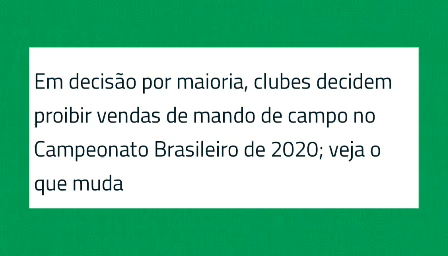 Em decisão por maioria, clubes decidem
proibir vendas de mando de campo no
Campeonato Brasileiro de 2020; veja o
que muda